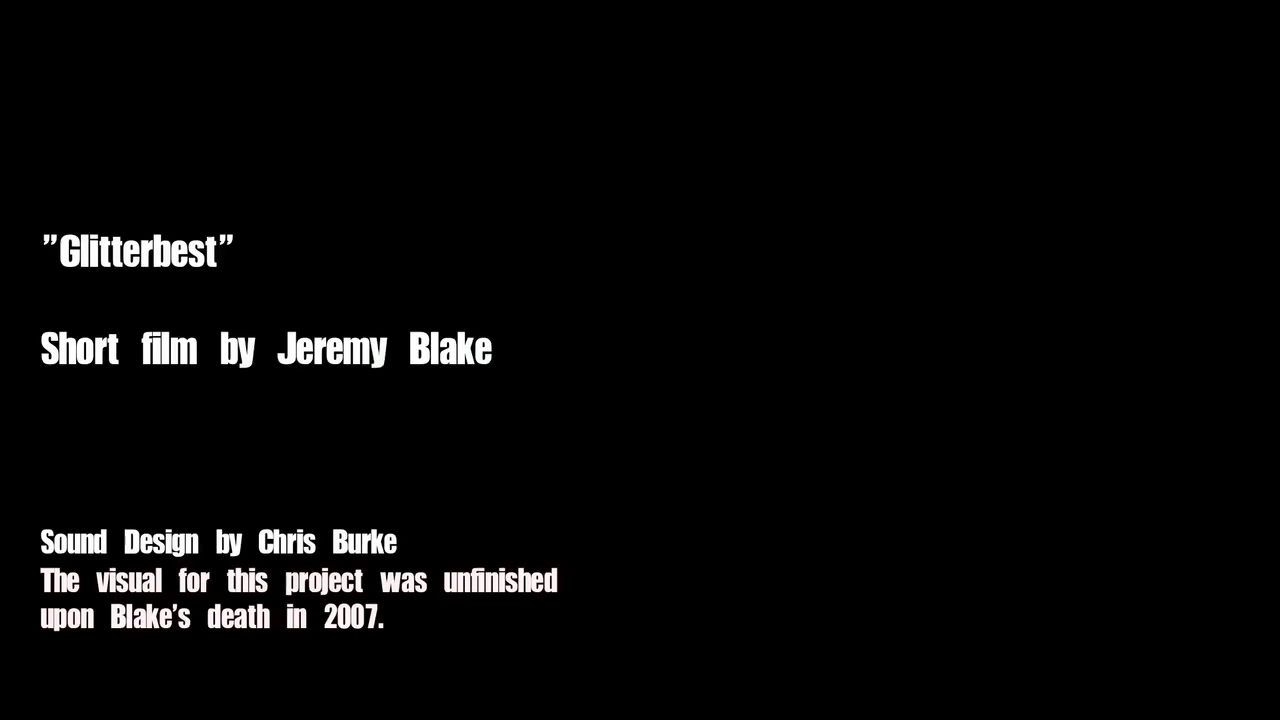 ”Glitterbest”
Short film by Jeremy Blake
Sound Design by Chris Burke
The visual for this project was unfinished
upon Blake’s death in 2007.